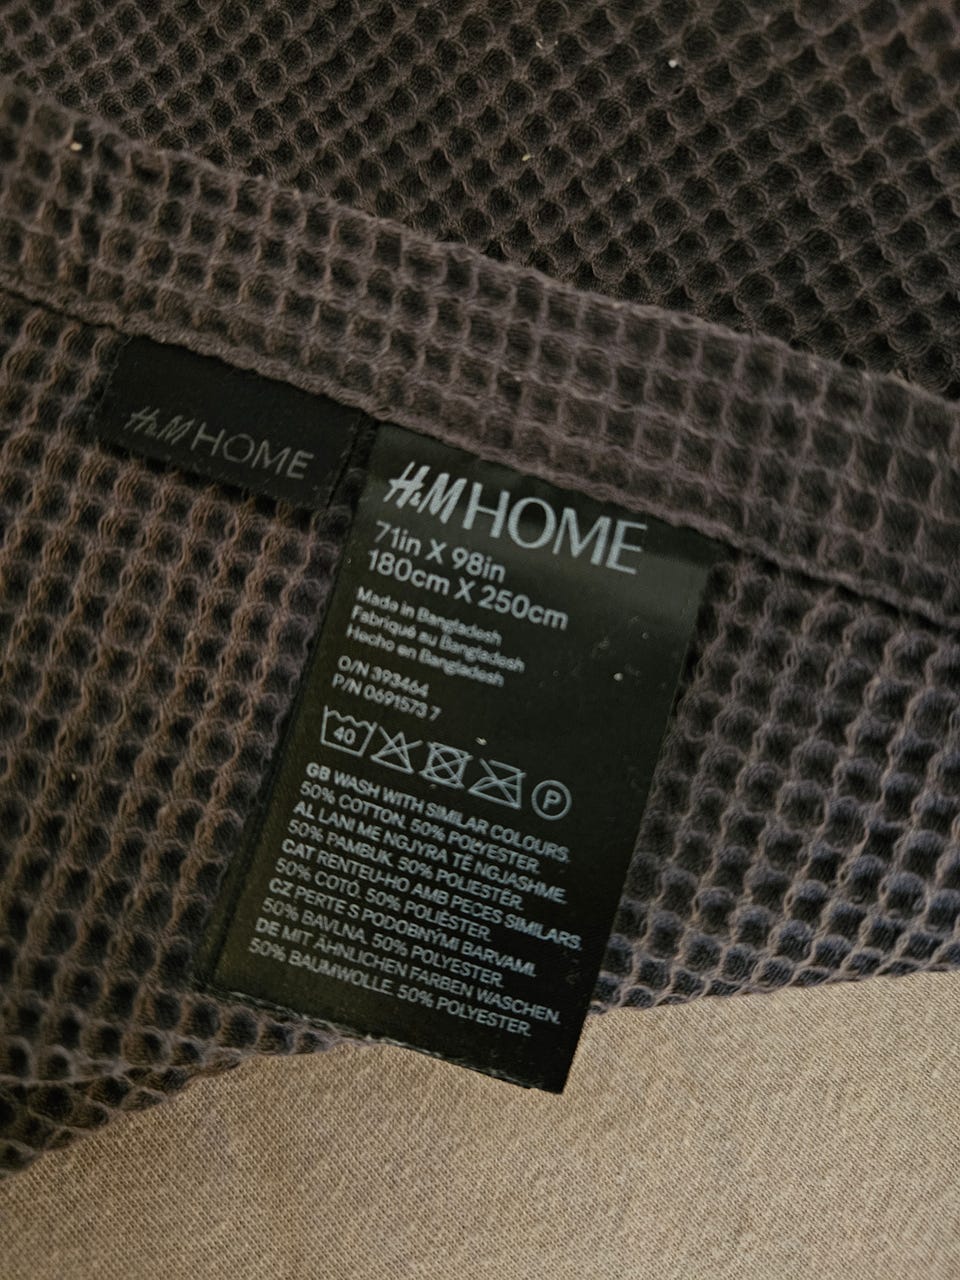 H&M HOME
H&M HOME
71in X 98in
180cm X 250cm
Made in Bangladesh
Fabriqué au Bangladesh
Hecho en Bangladesh
O/N 393464
P/N 0691573 7
40
P
GB WASH WITH SIMILAR COLOURS.
50% COTTON. 50% POLYESTER.
AL LANI ME NGJYRA TË NGJASHME.
50% PAMBUK. 50% POLIESTËR.
CAT RENTEU-HO AMB PECES SIMILARS.
50% COTÓ. 50% POLIÈSTER.
CZ PERTE S PODOBNÝMI BARVAMI.
50% BAVLNA. 50% POLYESTER.
DE MIT ÄHNLICHEN FARBEN WASCHEN.
50% BAUMWOLLE. 50% POLYESTER.